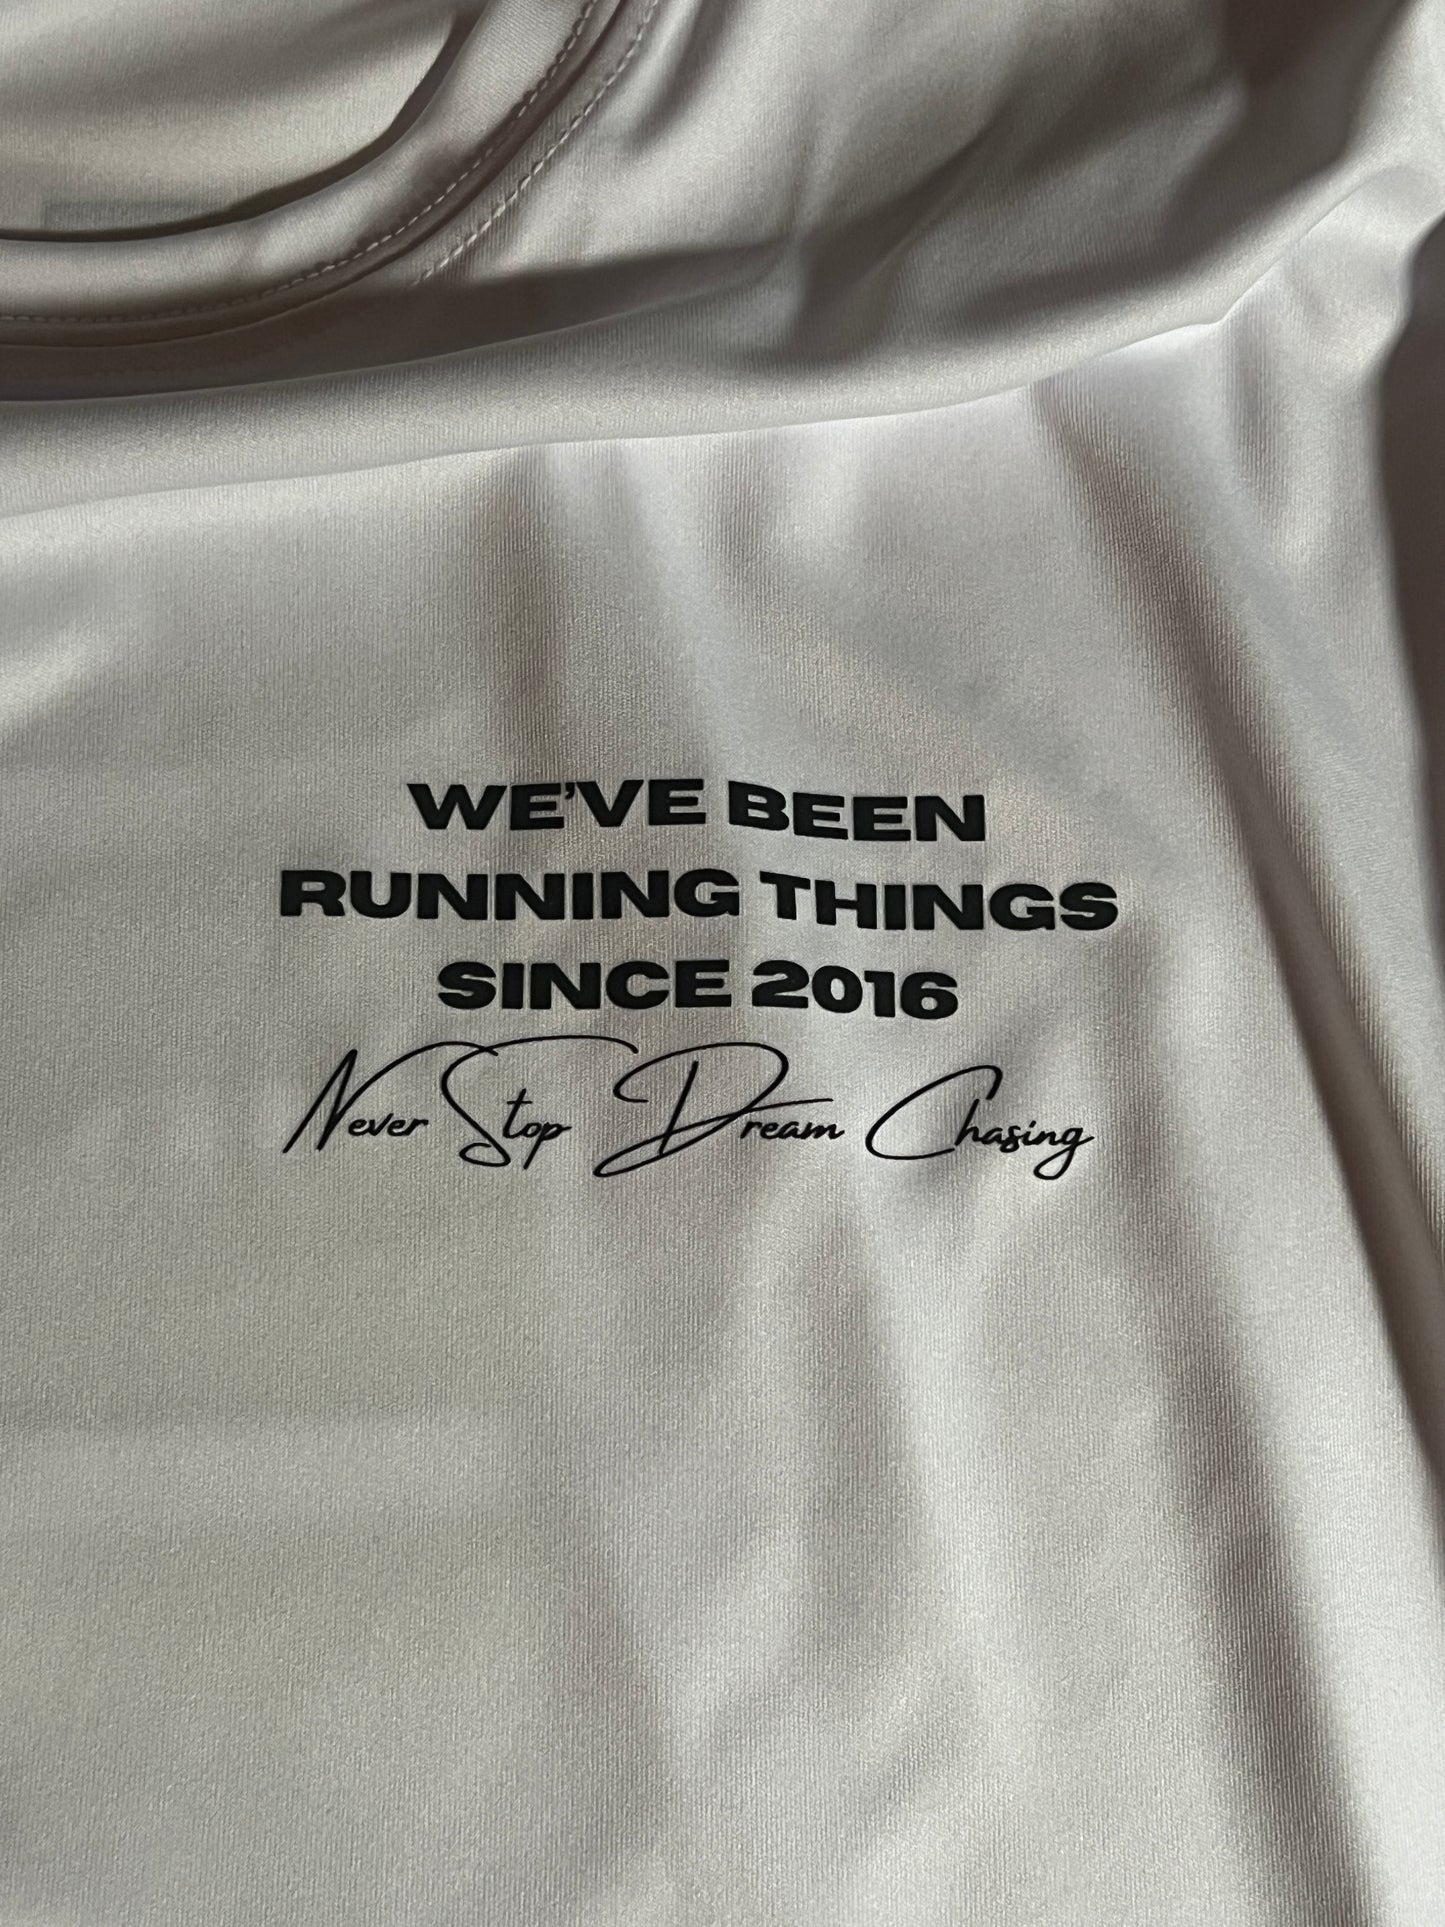 WE'VE BEEN
RUNNING THINGS
SINCE 2016
Never Stop Dream Chasing